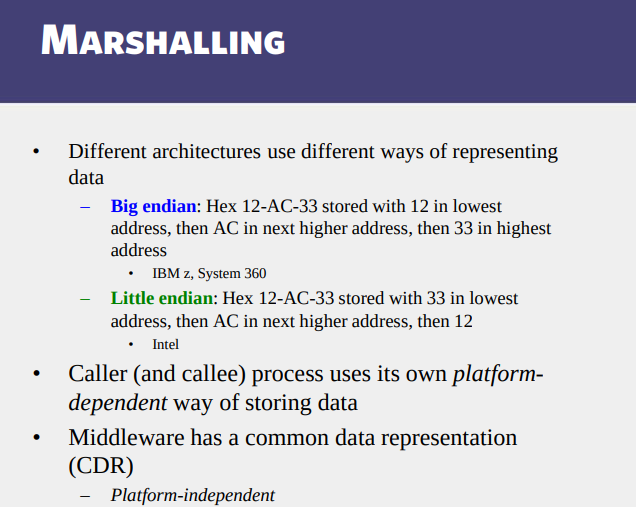 MARSHALLING
• Different architectures use different ways of representing
data
– Big endian: Hex 12-AC-33 stored with 12 in lowest
address, then AC in next higher address, then 33 in highest
address
• IBM z, System 360
– Little endian: Hex 12-AC-33 stored with 33 in lowest
address, then AC in next higher address, then 12
• Intel
• Caller (and callee) process uses its own platform-
dependent way of storing data
• Middleware has a common data representation
(CDR)
– Platform-independent